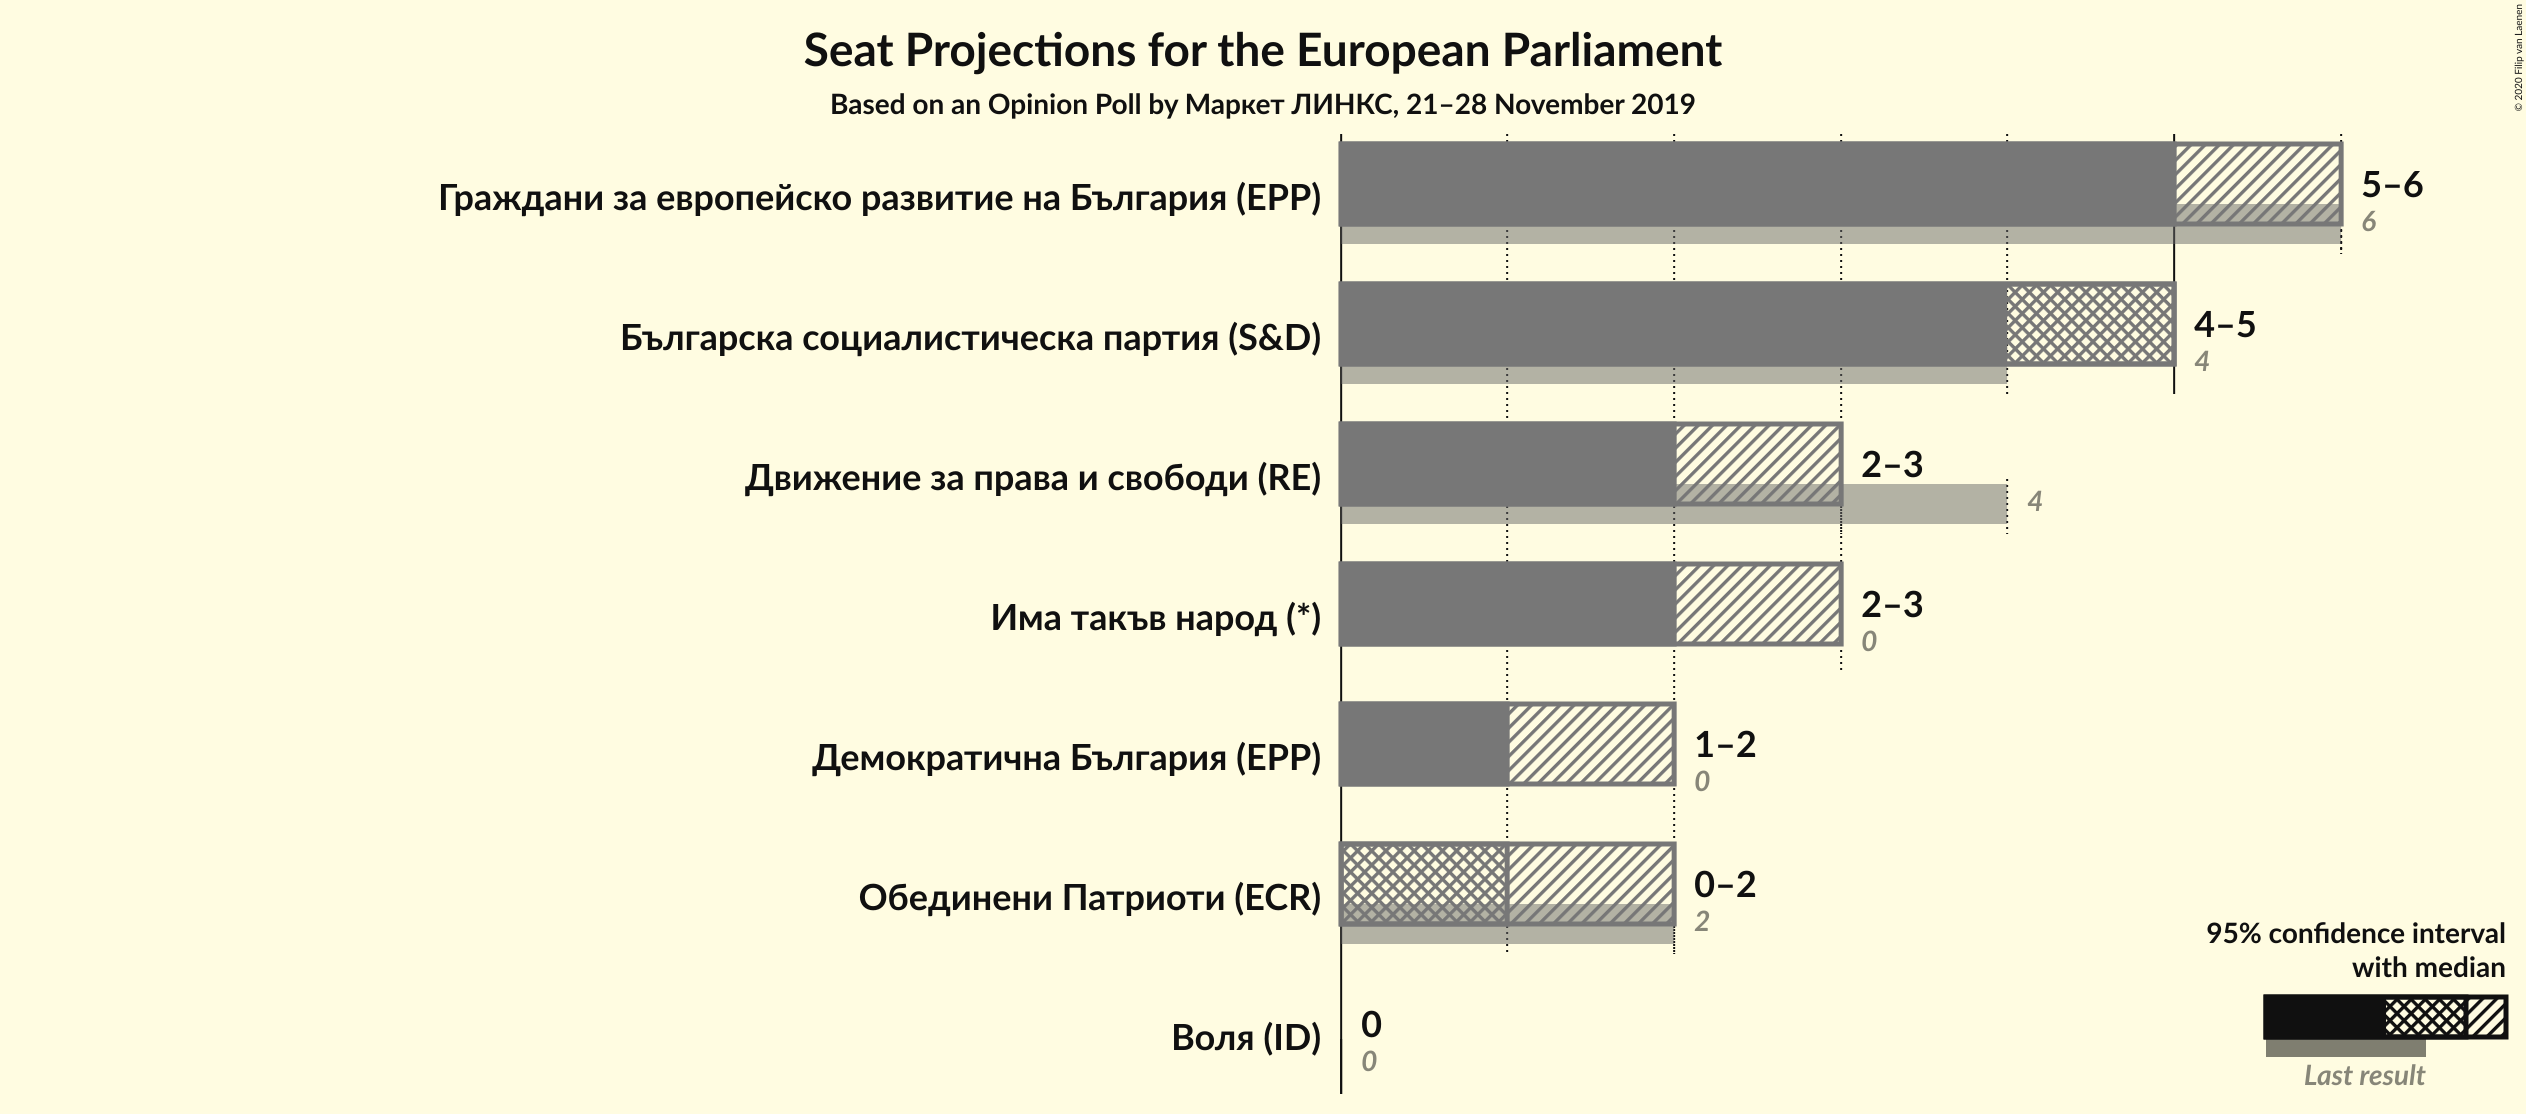 Seat Projections for the European Parliament
Based on an Opinion Poll by Маркет ЛИНКС, 21–28 November 2019
© 2020 Filip van Laenen
Граждани за европейско развитие на България (EPP)
5–6
6
Българска социалистическа партия (S&D)
4–5
4
Движение за права и свободи (RE)
2–3
4
Има такъв народ (*)
2–3
0
Демократична България (EPP)
1–2
0
Обединени Патриоти (ECR)
0–2
2
Воля (ID)
0
0
95% confidence interval
with median
Last result